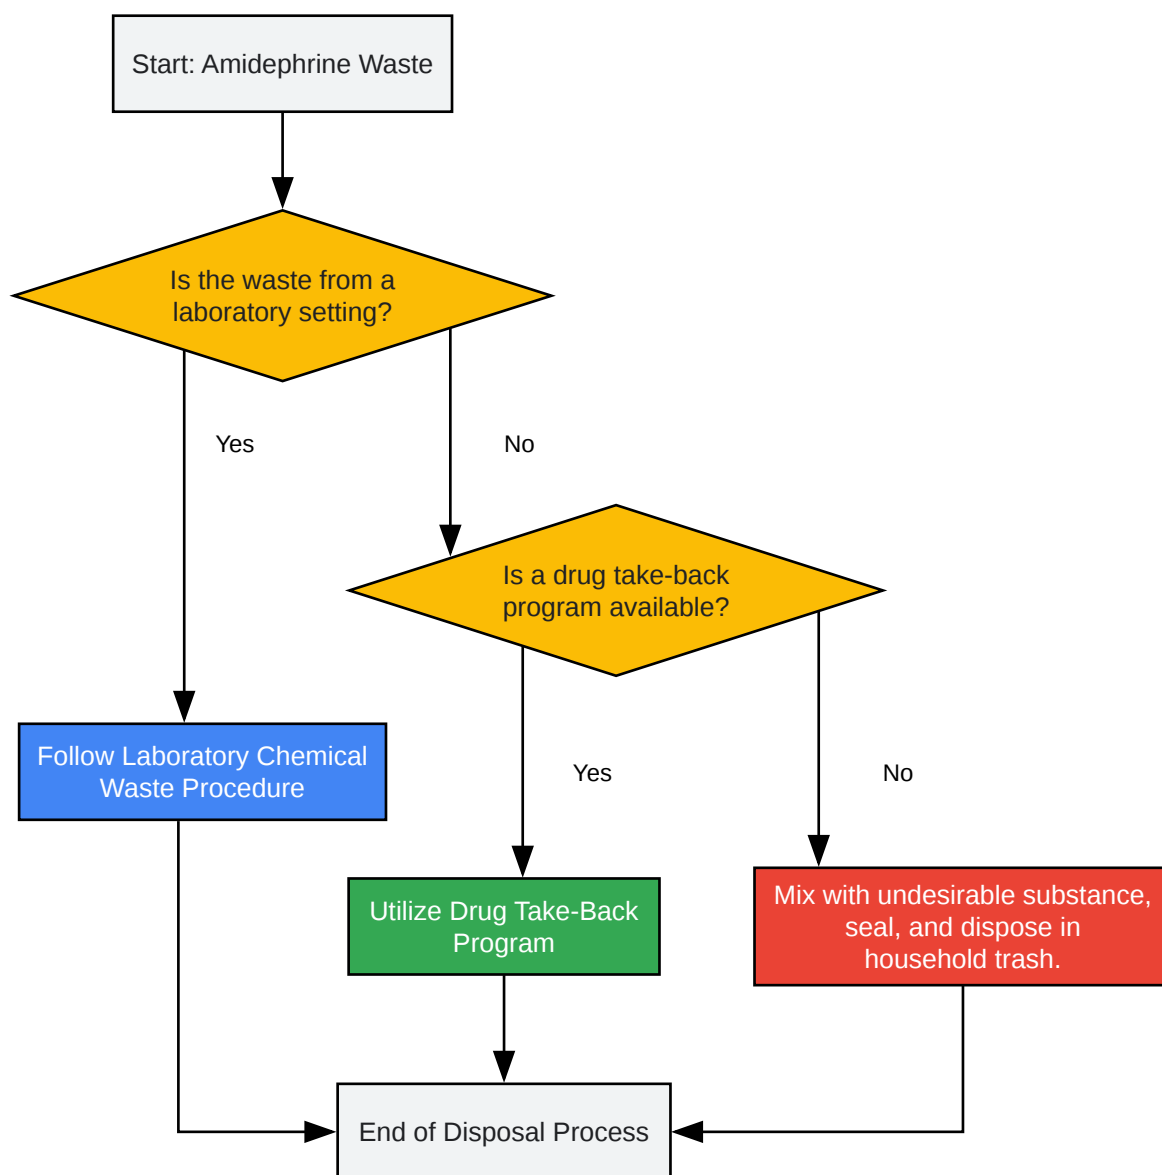 Start: Amidephrine Waste
Is the waste from a
laboratory setting?
Yes
No
Is a drug take-back
program available?
Follow Laboratory Chemical
Waste Procedure
Yes
No
Utilize Drug Take-Back
Program
Mix with undesirable substance,
seal, and dispose in
household trash.
End of Disposal Process